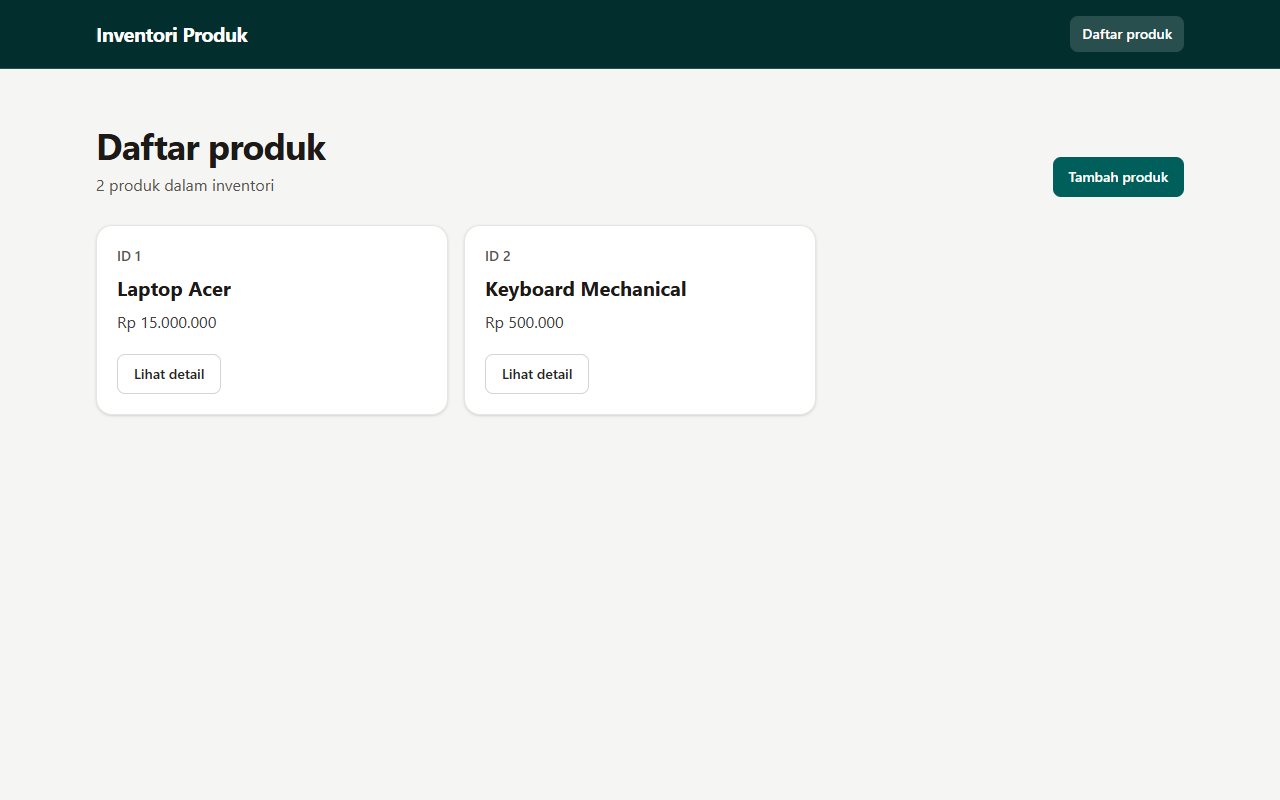 Inventori Produk
Daftar produk
Daftar produk
2 produk dalam inventori
Tambah produk
ID 1
Laptop Acer
Rp 15.000.000
Lihat detail
ID 2
Keyboard Mechanical
Rp 500.000
Lihat detail